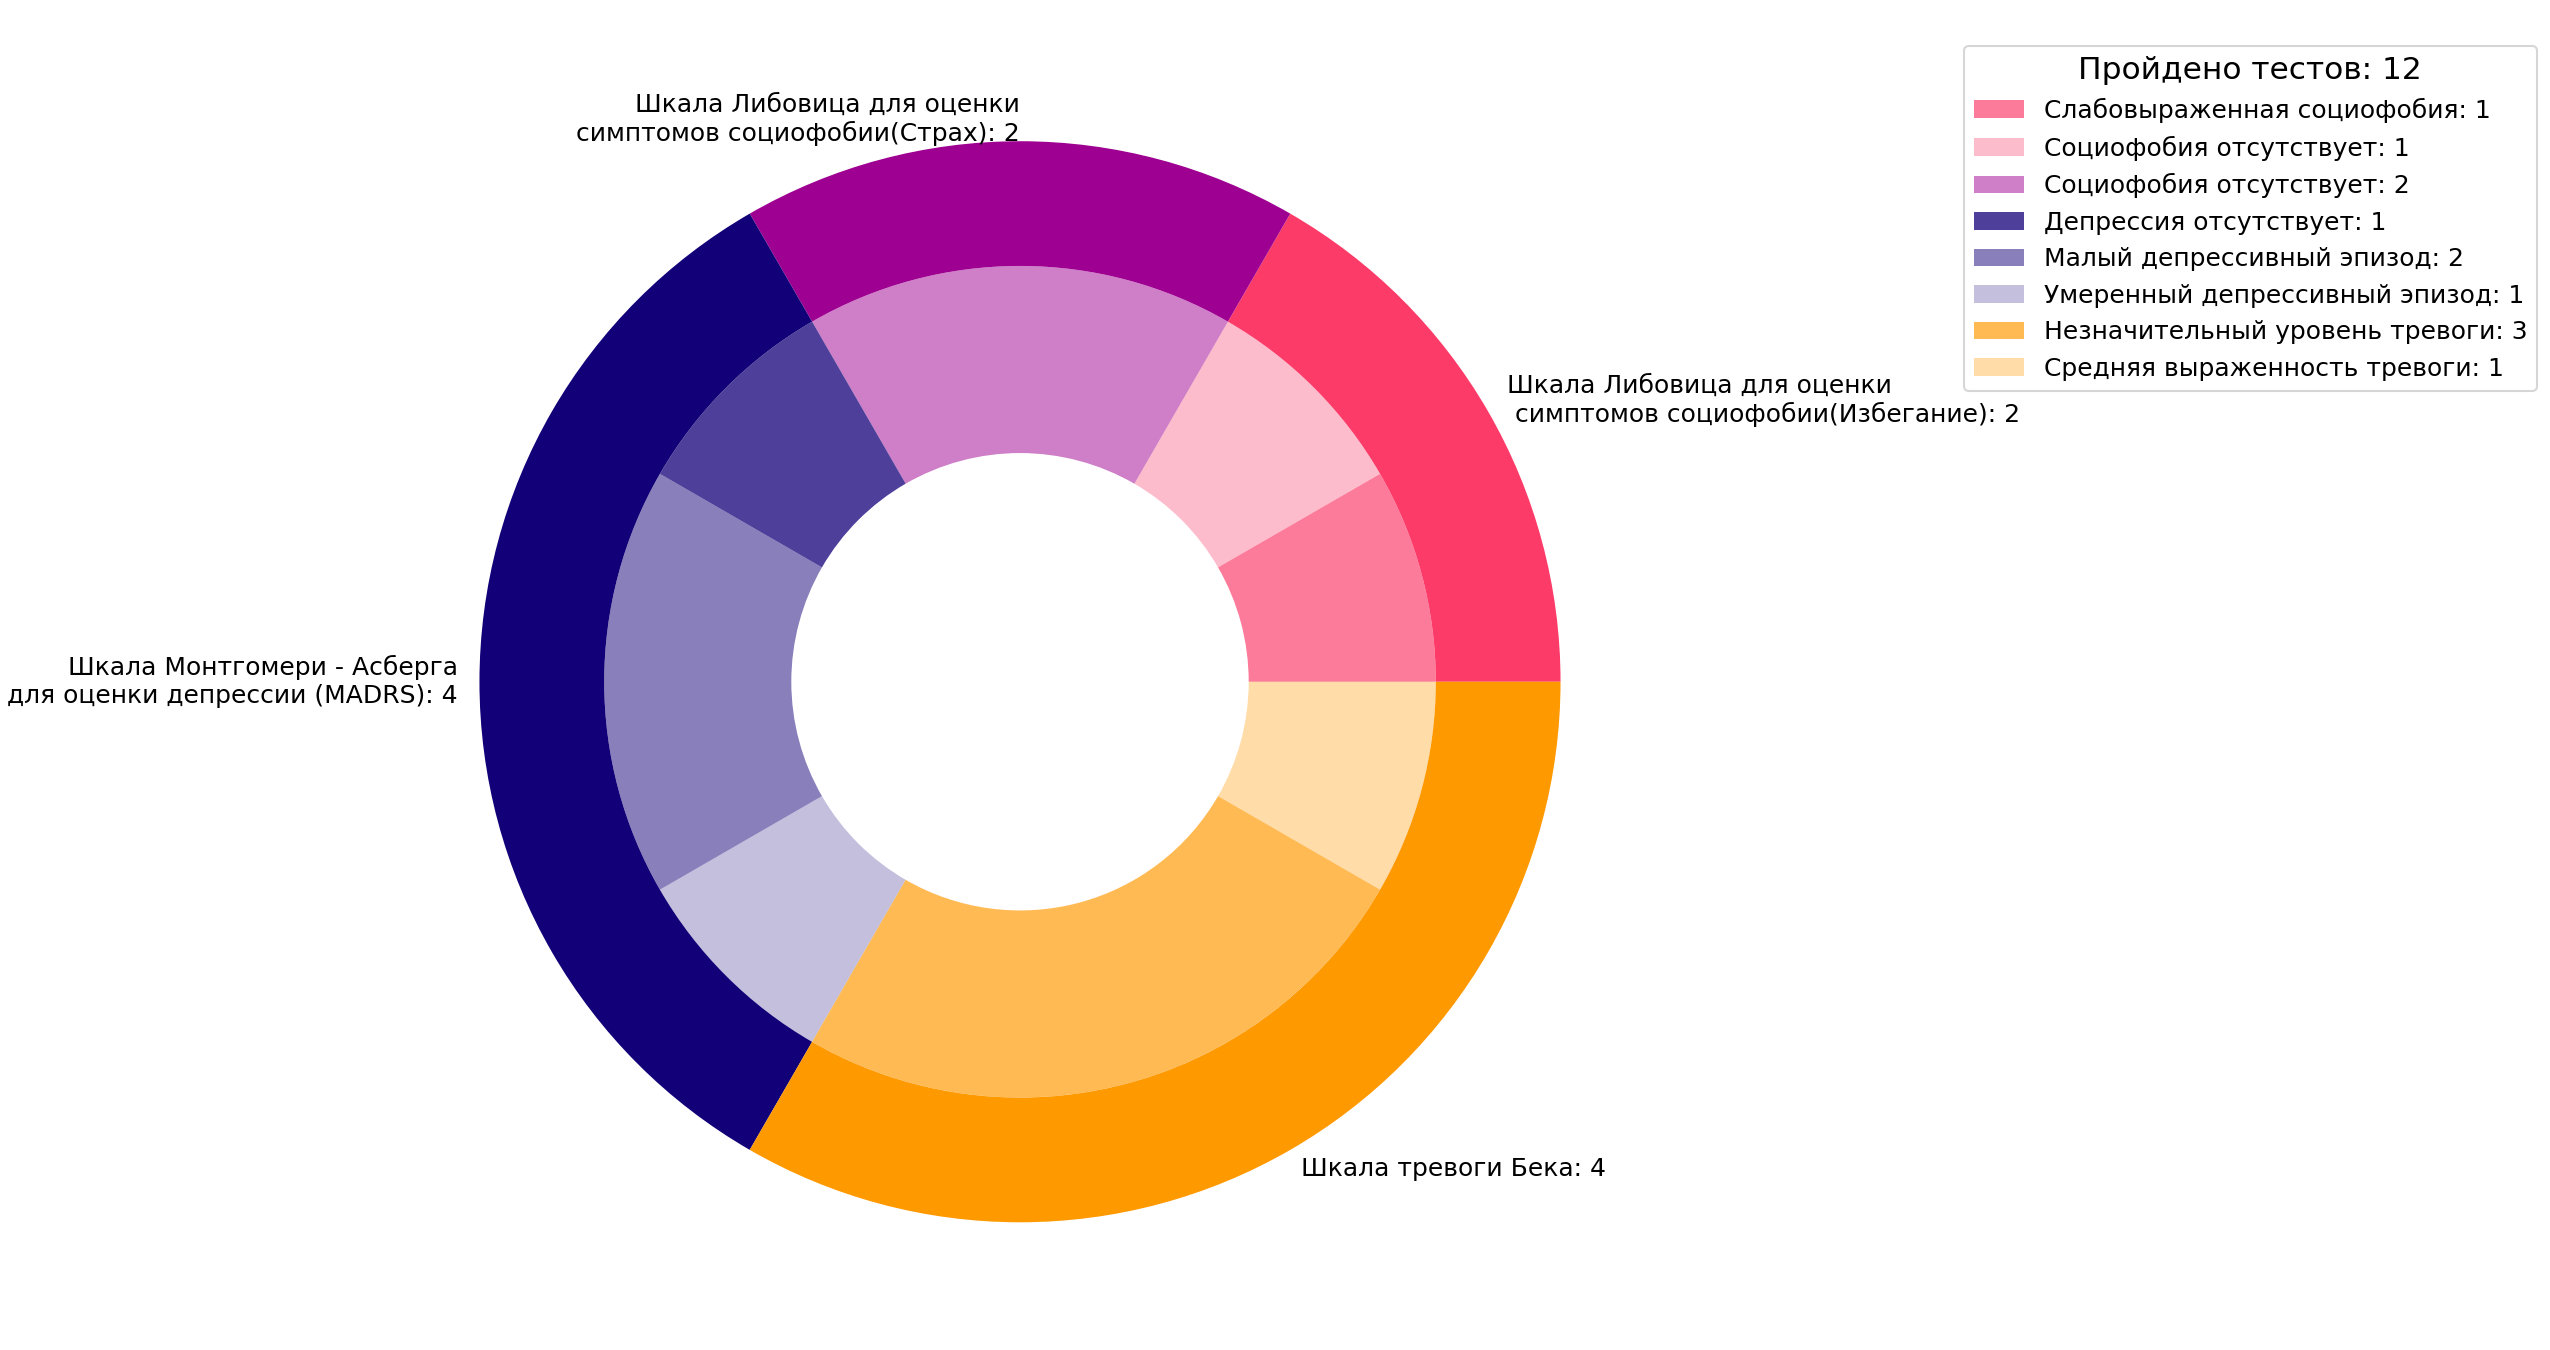 Шкала Либовица для оценки
симптомов социофобии(Страх): 2
Шкала Либовица для оценки
симптомов социофобии(Избегание): 2
Шкала Монтгомери - Асберга
для оценки депрессии (MADRS): 4
Шкала тревоги Бека: 4
Пройдено тестов: 12
Слабовыраженная социофобия: 1
Социофобия отсутствует: 1
Социофобия отсутствует: 2
Депрессия отсутствует: 1
Малый депрессивный эпизод: 2
Умеренный депрессивный эпизод: 1
Незначительный уровень тревоги: 3
Средняя выраженность тревоги: 1